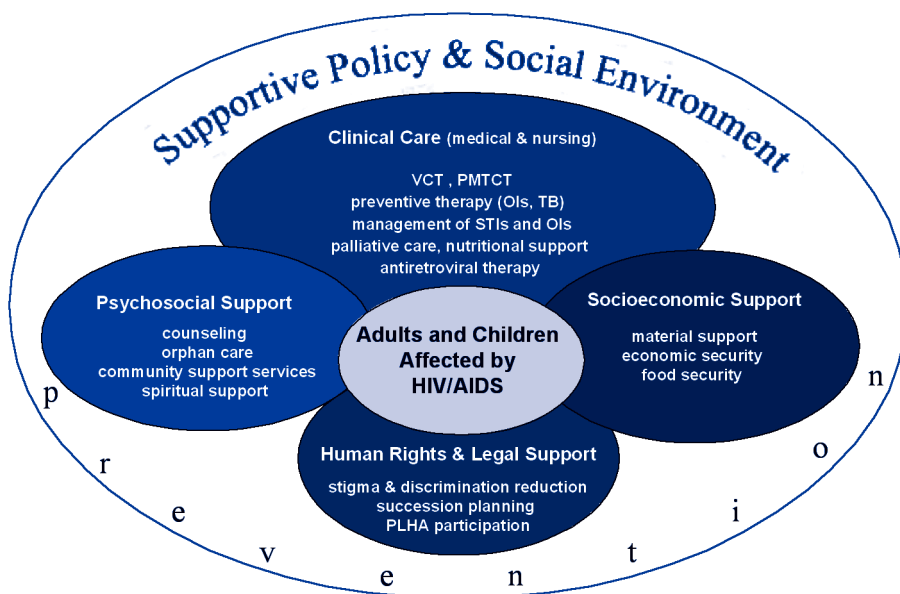 Supportive Policy & Social Environment
Clinical Care (medical & nursing)
VCT , PMTCT
preventive therapy (OIs, TB)
management of STIs and OIs
palliative care, nutritional support
antiretroviral therapy
Psychosocial Support
counseling
orphan care
community support services
spiritual support
Adults and Children
Affected by
HIV/AIDS
Socioeconomic Support
material support
economic security
food security
Human Rights & Legal Support
stigma & discrimination reduction
succession planning
PLHA participation
prevention